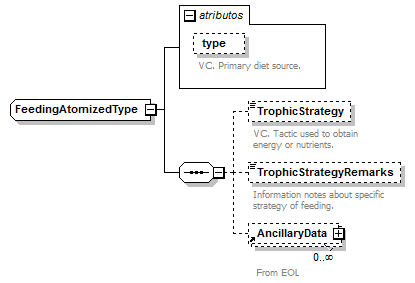 atributos
type
VC. Primary diet source.
FeedingAtomizedType
TrophicStrategy
VC. Tactic used to obtain
energy or nutrients.
TrophicStrategyRemarks
Information notes about specific
strategy of feeding.
AncillaryData
0..∞
From EOL